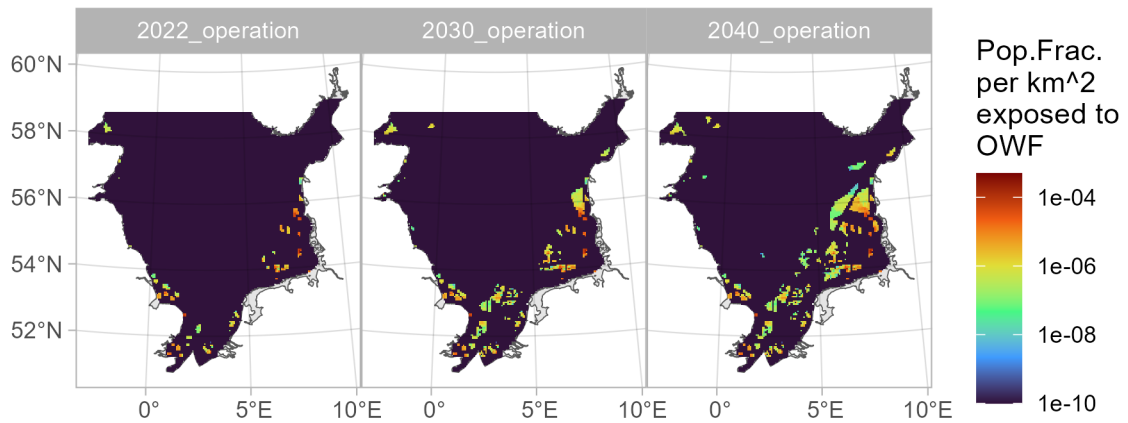 2022_operation 2030_operation 2040_operation
60°N
58°N
56°N
54°N
52°N
0° 5°E 10°E 0° 5°E 10°E 0° 5°E 10°E
Pop.Frac.
per km^2
exposed to
OWF
1e-04
1e-06
1e-08
1e-10